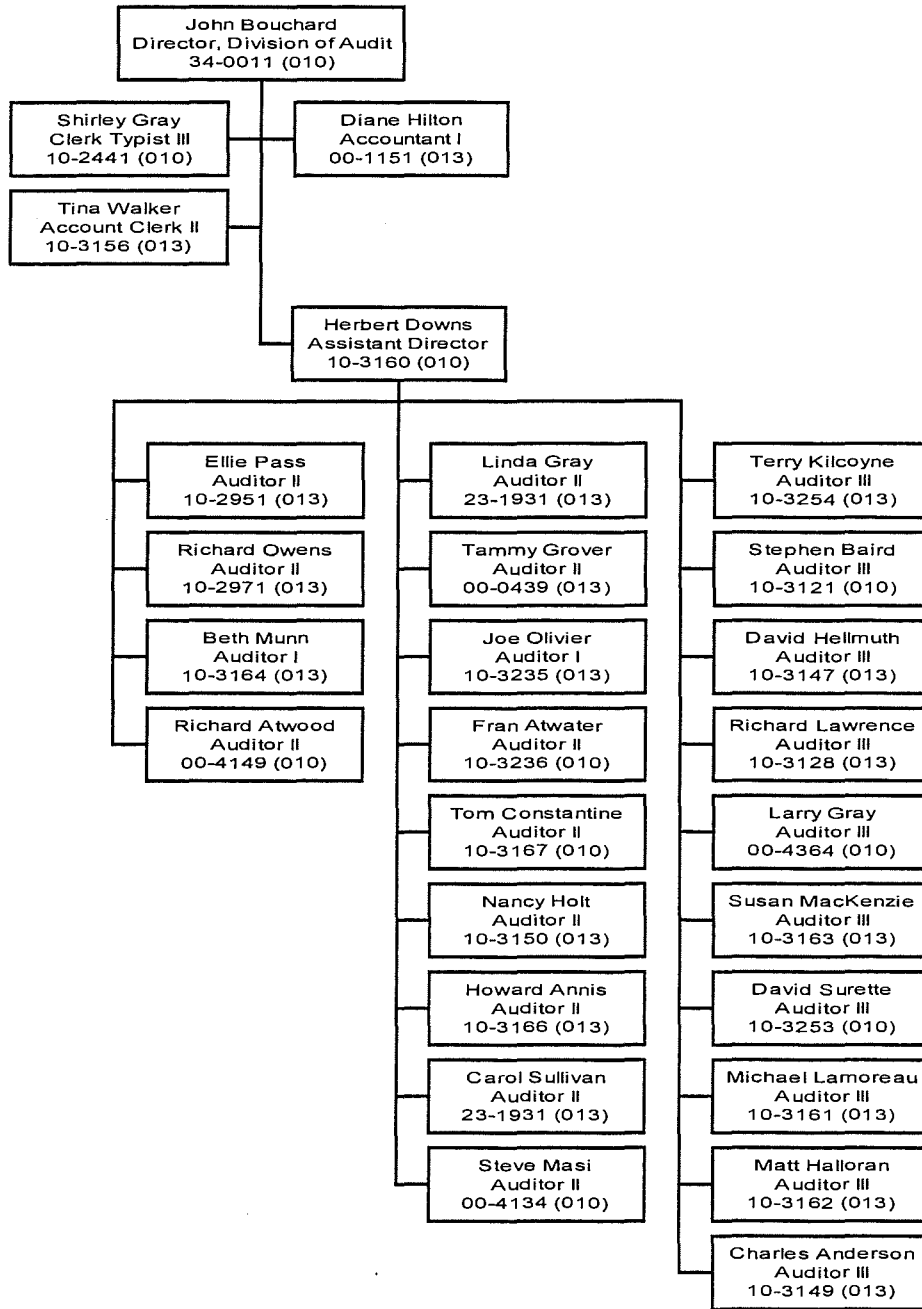 John Bouchard
Director, Division of Audit
34-0011 (010)
Shirley Gray
Clerk Typist III
10-2441 (010)
Diane Hilton
Accountant I
00-1151 (013)
Tina Walker
Account Clerk II
10-3156 (013)
Herbert Downs
Assistant Director
10-3160 (010)
Ellie Pass
Auditor II
10-2951 (013)
Richard Owens
Auditor II
10-2971 (013)
Beth Munn
Auditor I
10-3164 (013)
Richard Atwood
Auditor II
00-4149 (010)
Linda Gray
Auditor II
23-1931 (013)
Tammy Grover
Auditor II
00-0439 (013)
Joe Olivier
Auditor I
10-3235 (013)
Fran Atwater
Auditor II
10-3236 (010)
Tom Constantine
Auditor II
10-3167 (010)
Nancy Holt
Auditor II
10-3150 (013)
Howard Annis
Auditor II
10-3166 (013)
Carol Sullivan
Auditor II
23-1931 (013)
Steve Masi
Auditor II
00-4134 (010)
Terry Kilcoyne
Auditor III
10-3254 (013)
Stephen Baird
Auditor III
10-3121 (010)
David Hellmuth
Auditor III
10-3147 (013)
Richard Lawrence
Auditor III
10-3128 (013)
Larry Gray
Auditor III
00-4364 (010)
Susan MacKenzie
Auditor III
10-3163 (013)
David Surette
Auditor III
10-3253 (010)
Michael Lamoreau
Auditor III
10-3161 (013)
Matt Halloran
Auditor III
10-3162 (013)
Charles Anderson
Auditor III
10-3149 (013)